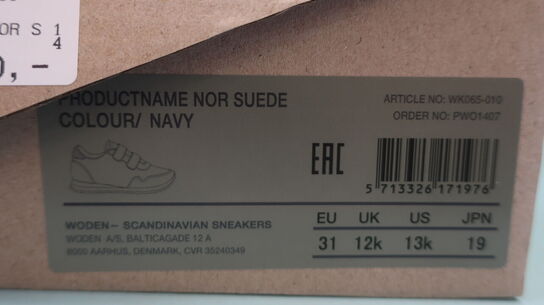 OR S 1
4
,-
PRODUCTNAME NOR SUEDE
COLOUR/ NAVY
ARTICLE NO: WK065-010
ORDER NO: PWO1407
EAC
5 713326 171976
WODEN- SCANDINAVIAN SNEAKERS
WODEN A/S, BALTICAGADE 12 A
8000 AARHUS, DENMARK, CVR 35240349
EU UK US JPN
31 12k 13k 19